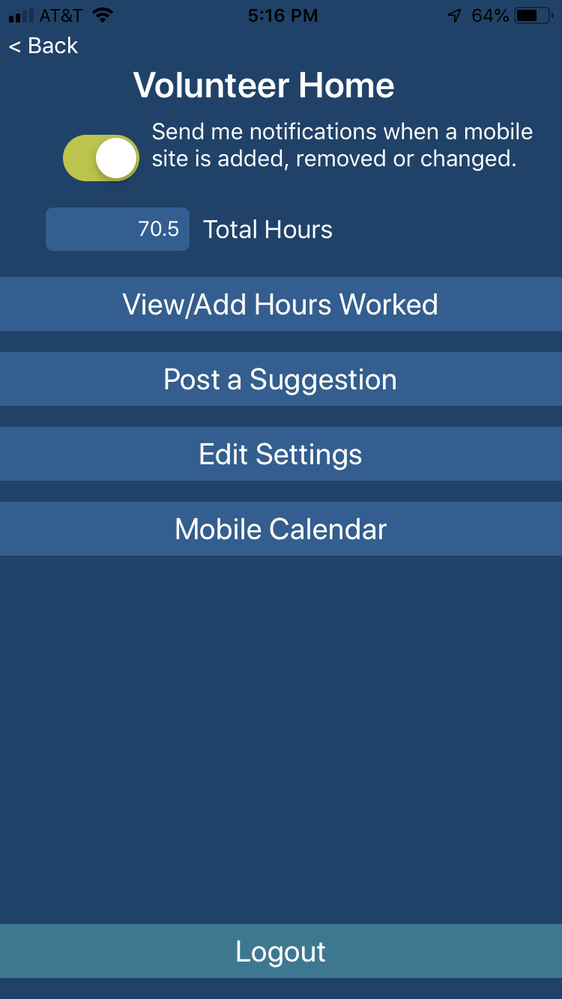 AT&T 5:16 PM 64%
< Back
Volunteer Home
Send me notifications when a mobile
site is added, removed or changed.
70.5 Total Hours
View/Add Hours Worked
Post a Suggestion
Edit Settings
Mobile Calendar
Logout